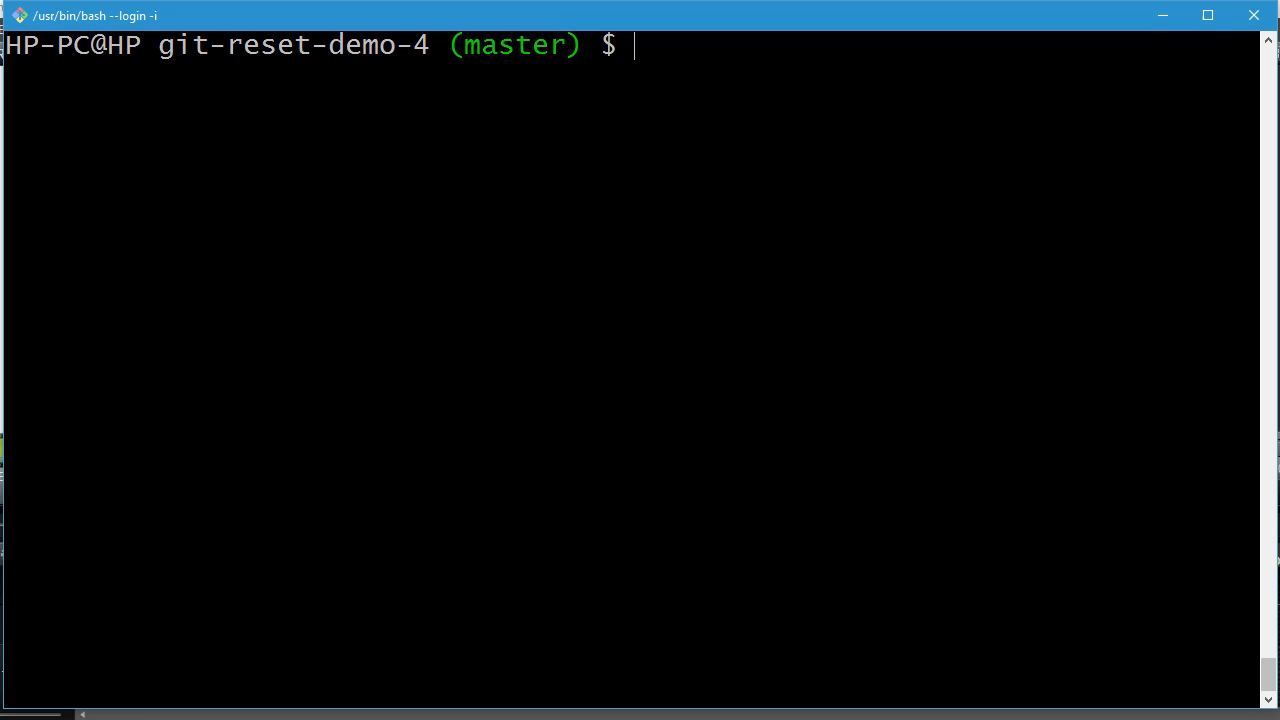 /usr/bin/bash --login -i
HP-PC@HP git-reset-demo-4 (master) $